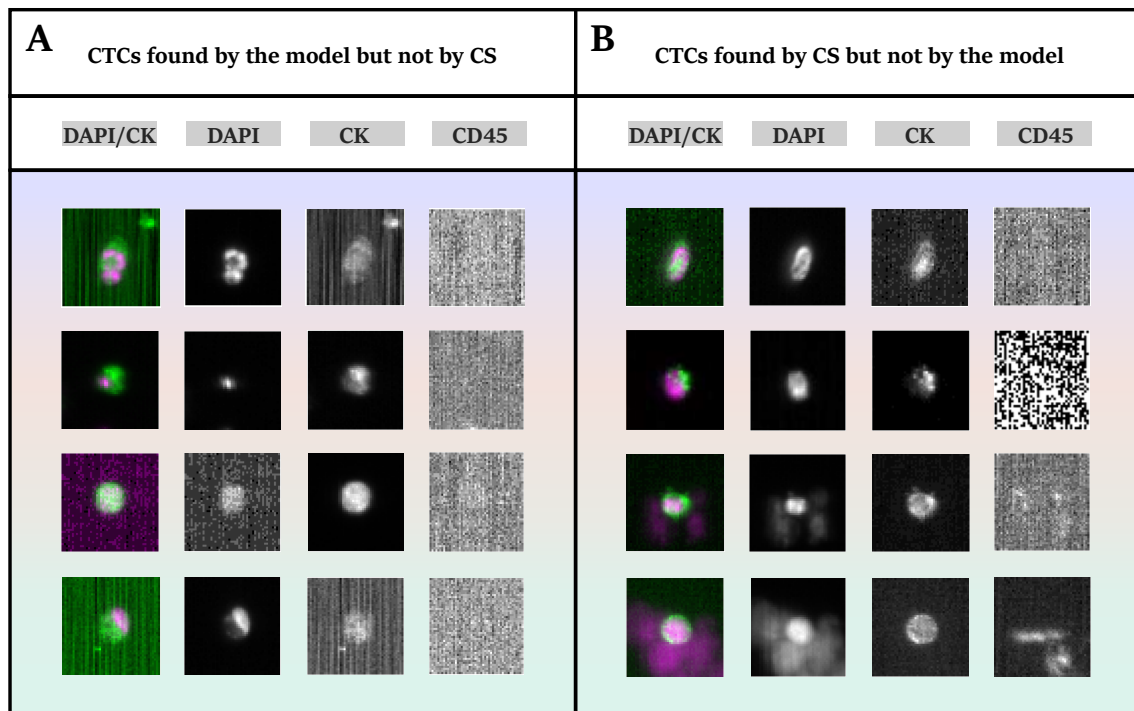 A
CTCs found by the model but not by CS
B
CTCs found by CS but not by the model
DAPI/CK DAPI CK CD45
DAPI/CK DAPI CK CD45